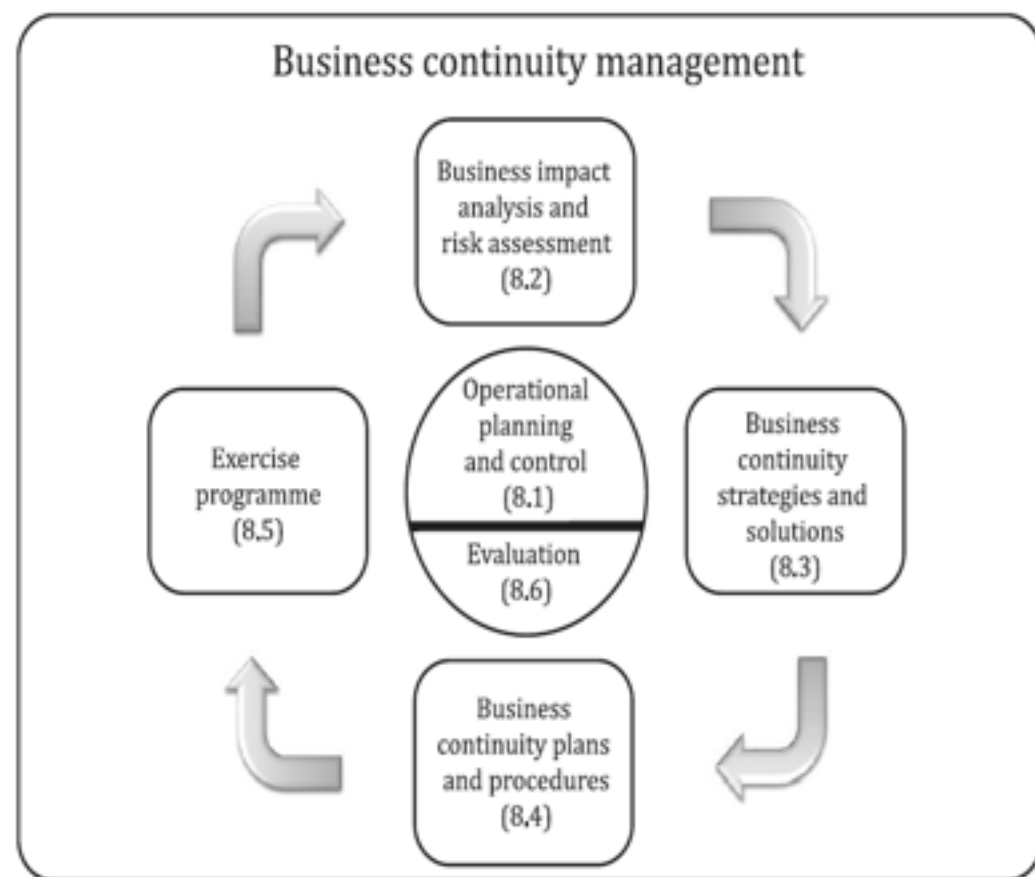 Business continuity management
Business impact
analysis and
risk assessment
(8.2)
Operational
planning
and control
(8.1)
Evaluation
(8.6)
Exercise
programme
(8.5)
Business
continuity
strategies and
solutions
(8.3)
Business
continuity plans
and procedures
(8.4)